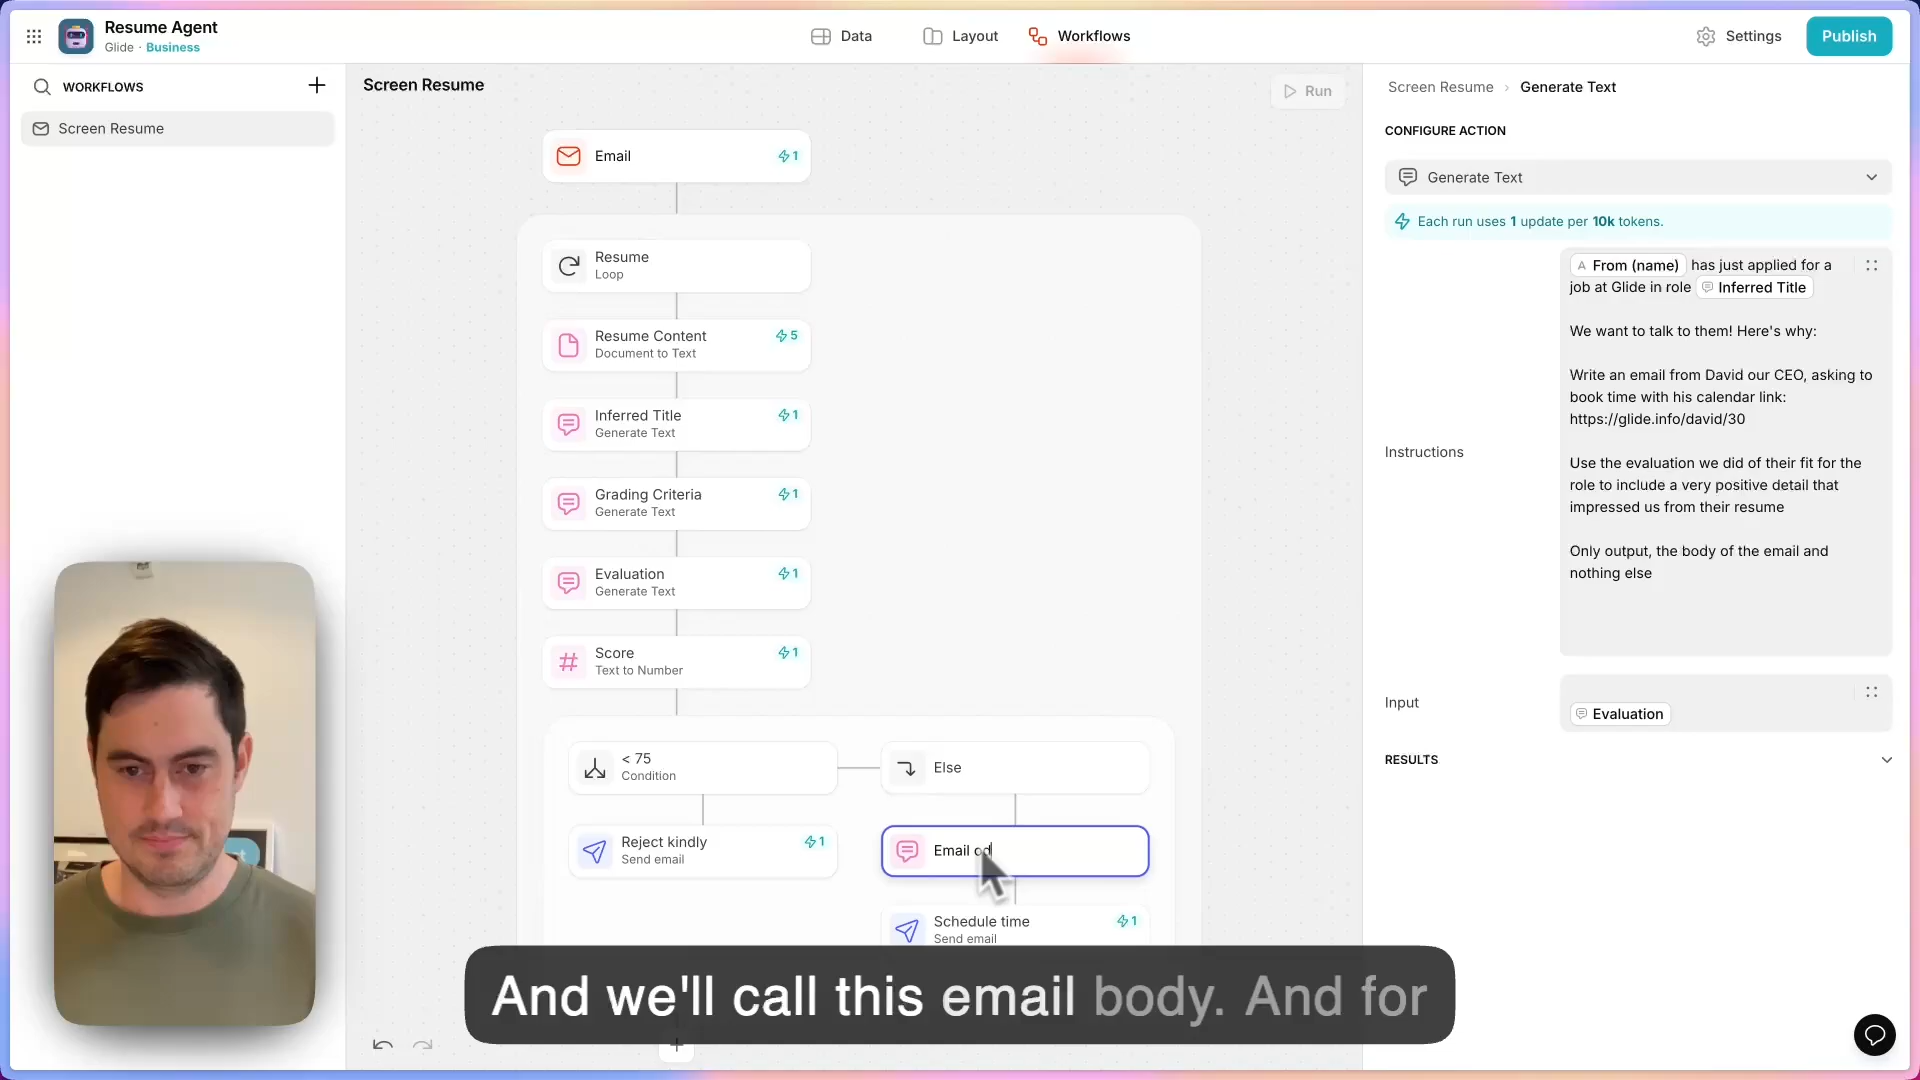 Resume Agent
Glide · Business
Data
Layout
Workflows
Settings
Publish
WORKFLOWS
Screen Resume
Screen Resume
Run
Email
1
Resume
Loop
Resume Content
5
Document to Text
Inferred Title
1
Generate Text
Grading Criteria
1
Generate Text
Evaluation
1
Generate Text
Score
1
Text to Number
< 75
Condition
Else
Reject kindly
1
Send email
Email
Schedule time
1
Send email
Screen Resume › Generate Text
CONFIGURE ACTION
Generate Text
Each run uses 1 update per 10k tokens.
Instructions
From (name) has just applied for a
job at Glide in role Inferred Title
We want to talk to them! Here's why:
Write an email from David our CEO, asking to
book time with his calendar link:
https://glide.info/david/30
Use the evaluation we did of their fit for the
role to include a very positive detail that
impressed us from their resume
Only output, the body of the email and
nothing else
Input
Evaluation
RESULTS
And we'll call this email body. And for